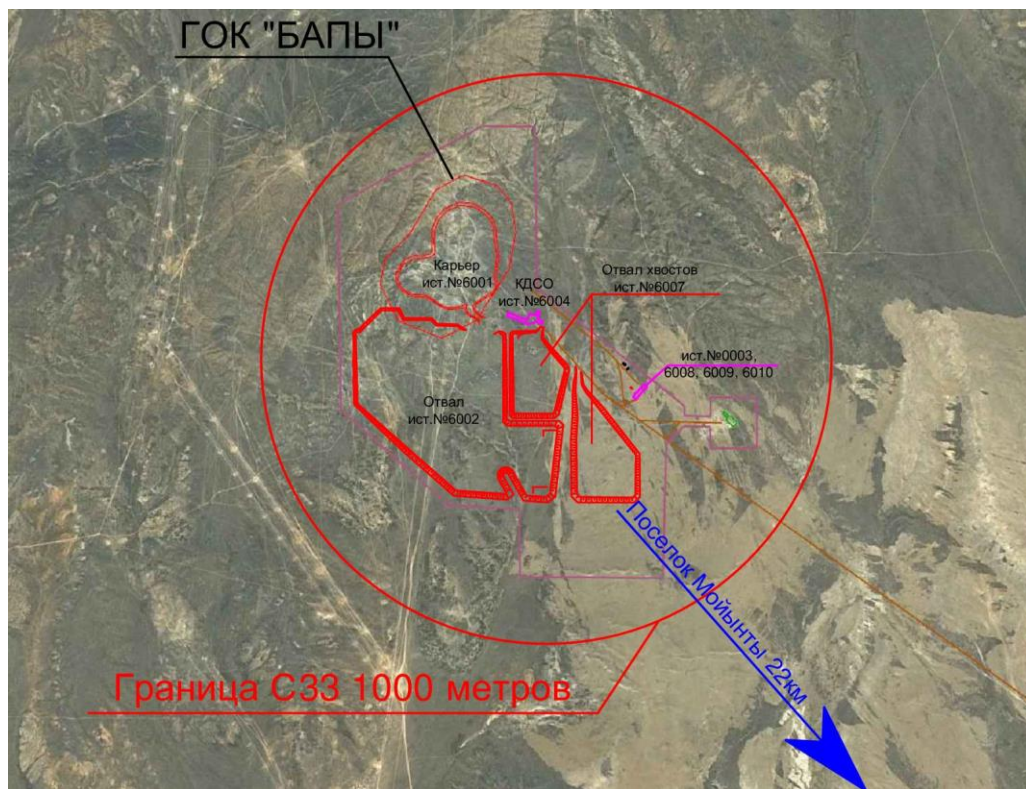 ГОК "БАПЫ"
Карьер
ист.№6001
КДСО
ист.№6004
Отвал хвостов
ист.№6007
ист.№0003,
6008, 6009, 6010
Отвал
ист.№6002
Поселок Мойынты 22км
Граница СЗЗ 1000 метров